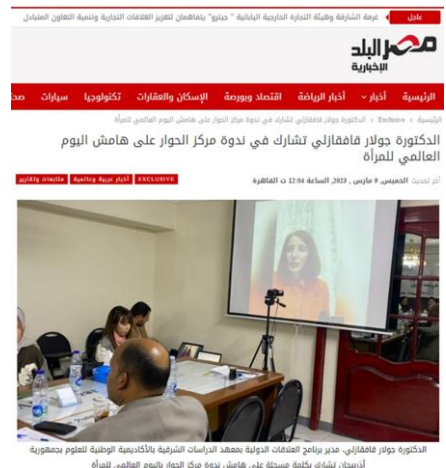 عاجل
غرفة الشارقة وهيئة التجارة الخارجية اليابانية " جيترو" يتفاهمان لتعزيز العلاقات التجارية وتنمية التعاون المتبادل
مصر البلد
الإخبارية
الرئيسية أخبار أخبار الرياضة اقتصاد وبورصة الإسكان والعقارات تكنولوجيا سيارات
الرئيسية » Exclusive » الدكتورة جولار قافقازلي تشارك في ندوة مركز الحوار على هامش اليوم العالمي للمرأة
الدكتورة جولار قافقازلي تشارك في ندوة مركز الحوار على هامش اليوم
العالمي للمرأة
آخر تحديث الخميس, 9 مارس , 2023, الساعة 12:04 ت القاهرة
EXCLUSIVE أخبار عربية وعالمية متابعات وتقارير
الدكتورة جولار قافقازلي، مدير برنامج العلاقات الدولية بمعهد الدراسات الشرقية بالأكاديمية الوطنية للعلوم بجمهورية
أذربيجان تشارك بكلمة مسجلة على هامش ندوة مركز الحوار باليوم العالمي للمرأة